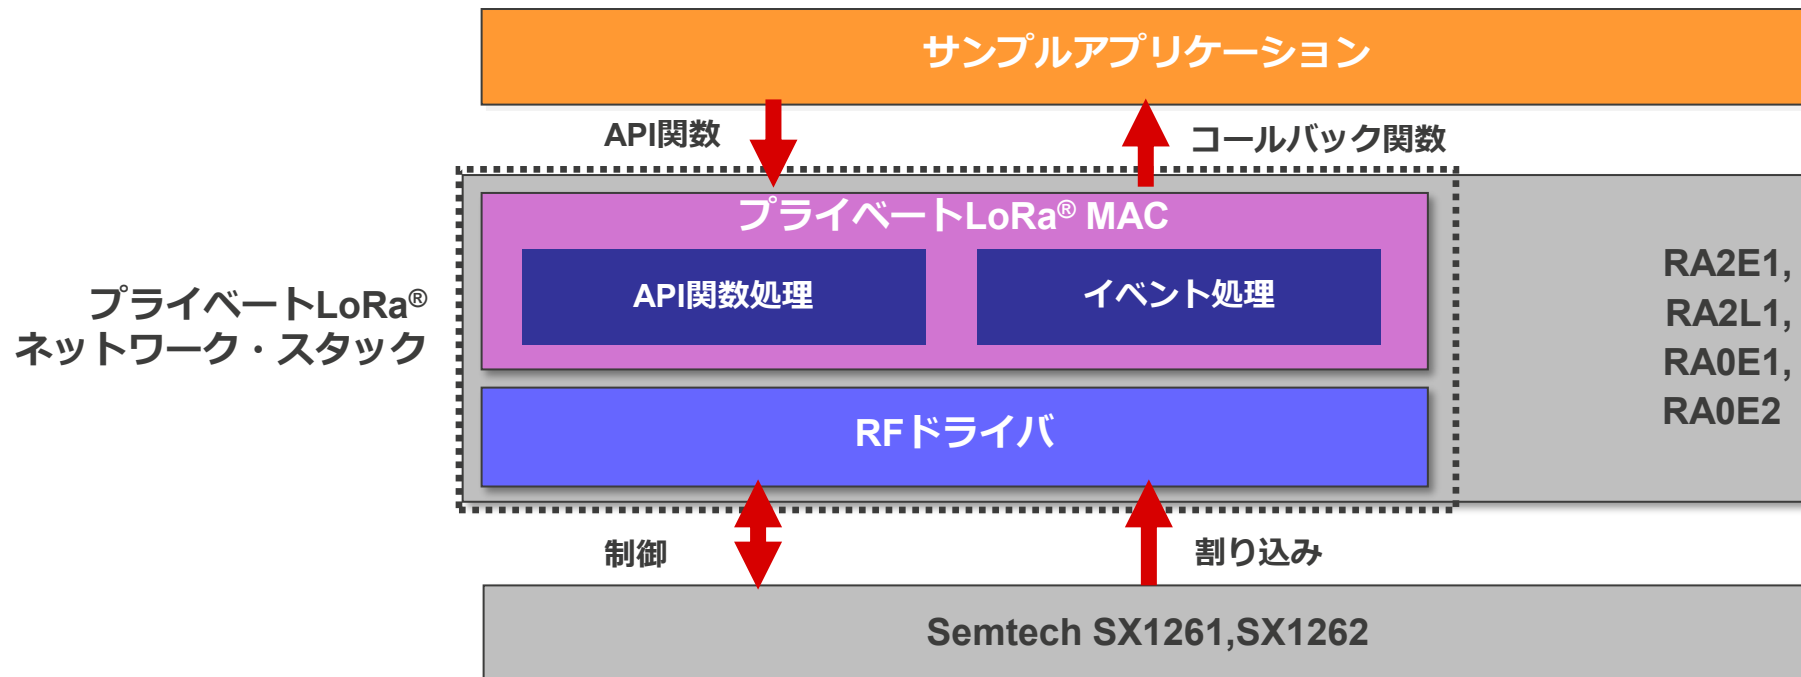 サンプルアプリケーション
API関数
コールバック関数
プライベートLoRa® MAC
API関数処理
イベント処理
プライベートLoRa®
ネットワーク・スタック
RFドライバ
RA2E1,
RA2L1,
RA0E1,
RA0E2
制御
割り込み
Semtech SX1261,SX1262